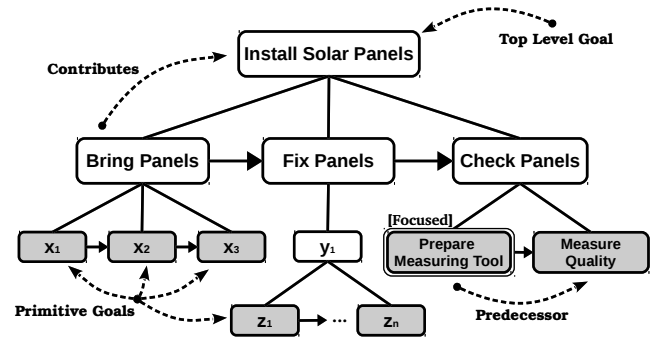 Top Level Goal
Install Solar Panels
Contributes
Bring Panels
Fix Panels
Check Panels
[Focused]
x₁
x₂
x₃
y₁
Prepare
Measuring Tool
Measure
Quality
Primitive Goals
z₁
...
zₙ
Predecessor